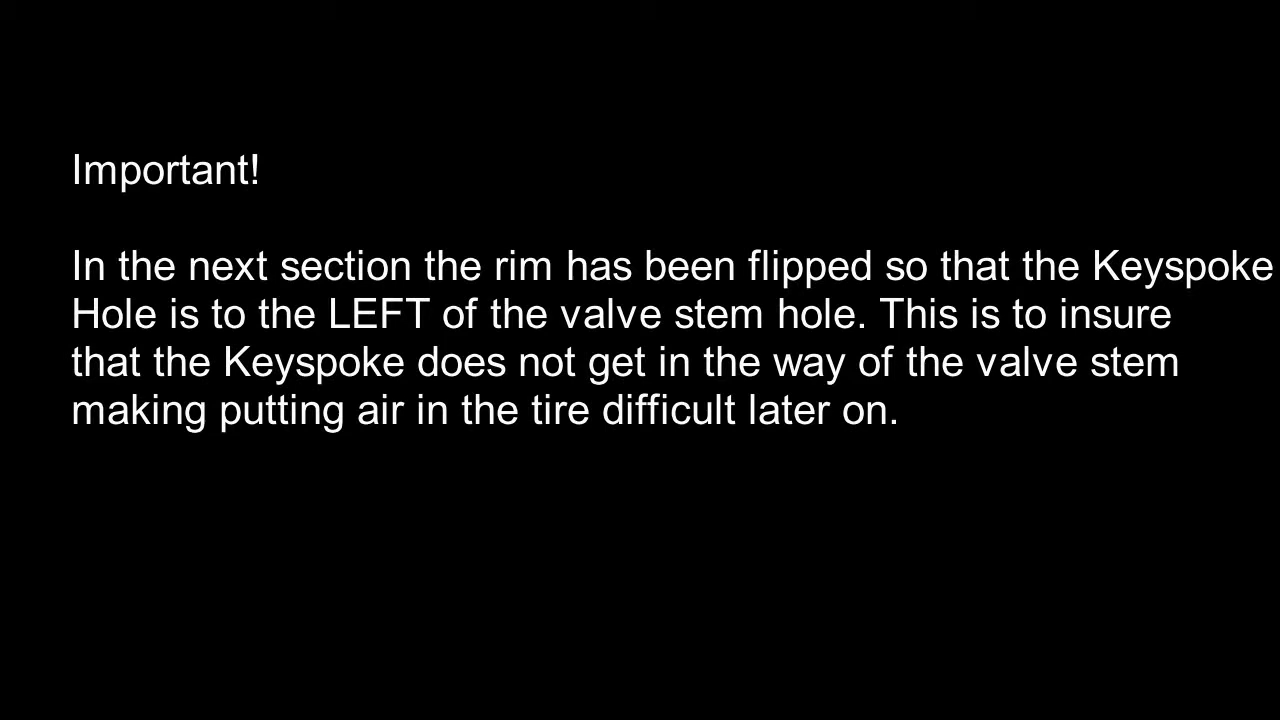 Important!
In the next section the rim has been flipped so that the Keyspoke
Hole is to the LEFT of the valve stem hole. This is to insure
that the Keyspoke does not get in the way of the valve stem
making putting air in the tire difficult later on.